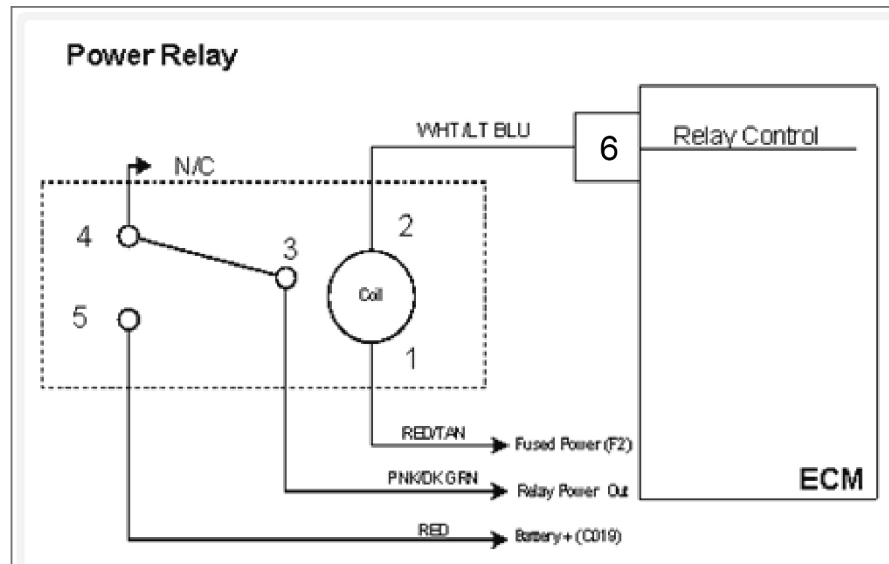 Power Relay
WHT/LT BLU
6
Relay Control
N/C
4
3
2
5
Coil
1
RED/TAN
Fused Power (F2)
PNK/DK GRN
Relay Power Out
ECM
RED
Battery + (C019)